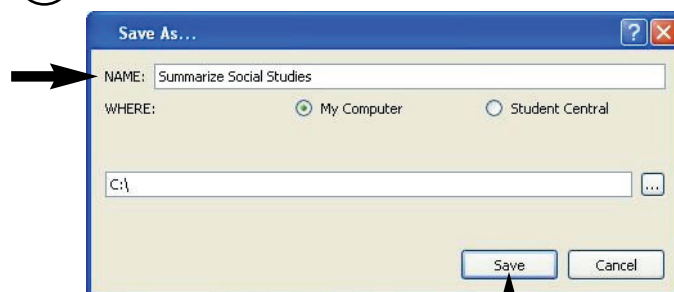 Save As...
NAME: Summarize Social Studies
WHERE: My Computer Student Central
C:\
...
Save Cancel